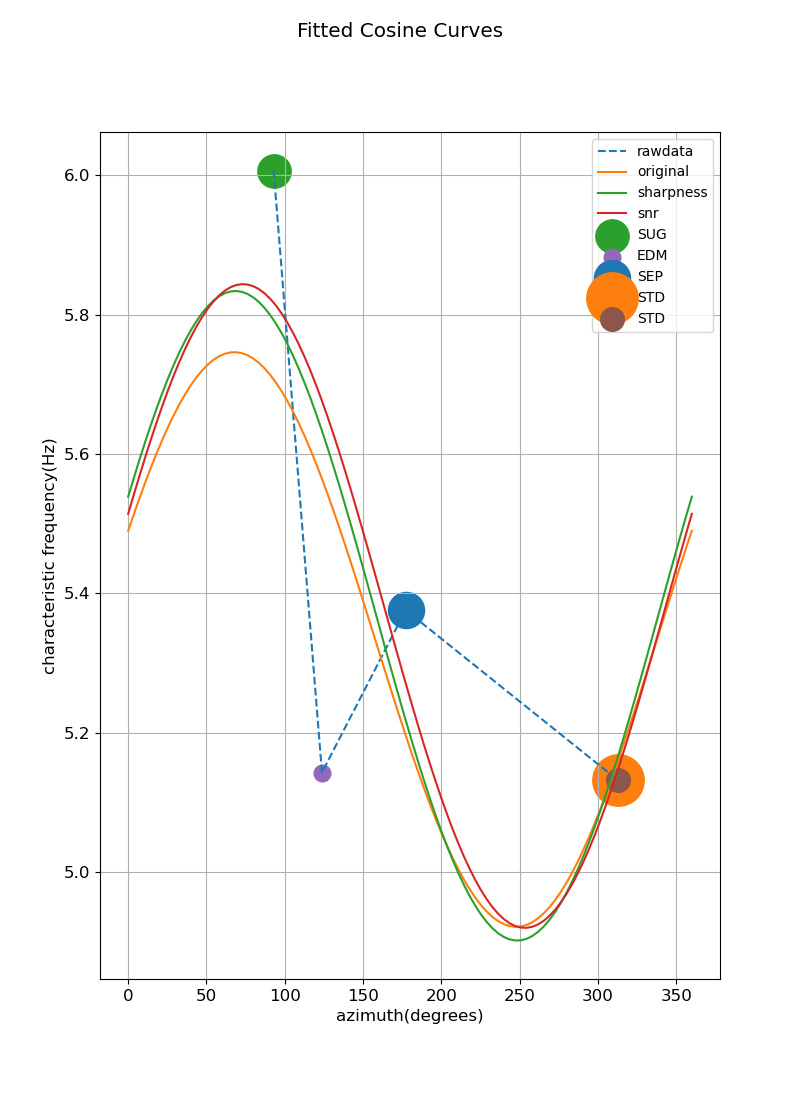 Fitted Cosine Curves
rawdata
original
sharpness
snr
SUG
EDM
SEP
STD
STD
6.0
5.8
5.6
5.4
5.2
5.0
characteristic frequency(Hz)
0 50 100 150 200 250 300 350
azimuth(degrees)